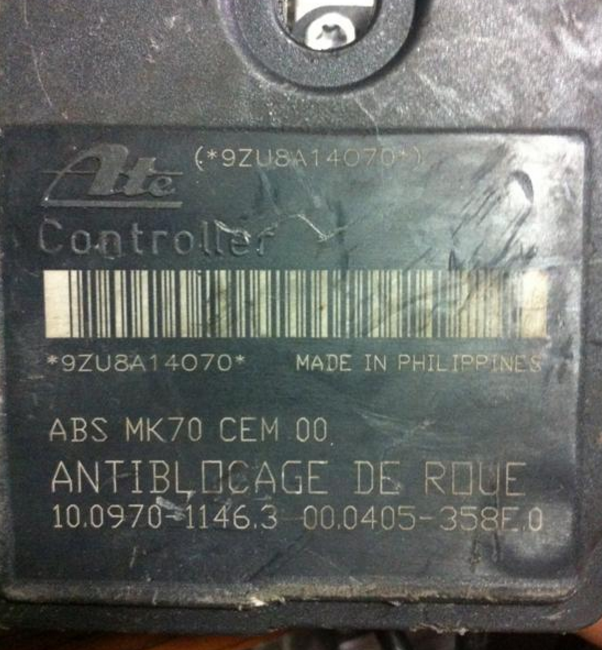 (*9ZU8A14070*)
Ate
Controller
*9ZU8A14070* MADE IN PHILIPPINES
ABS MK70 CEM 00.
ANTIBLOCAGE DE ROUE
10.0970-1146.3 00.0405-358E.0